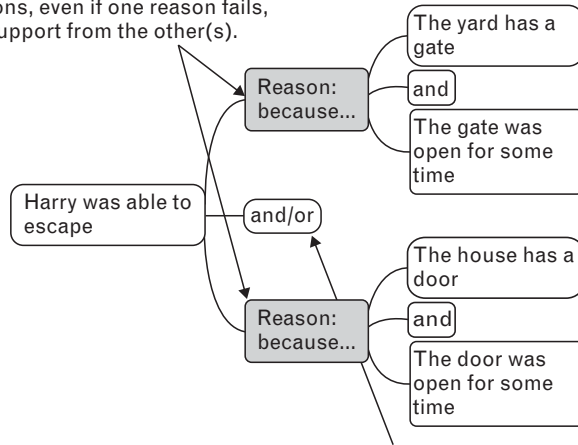 ons, even if one reason fails,
upport from the other(s).
The yard has a
gate
Reason:
because...
and
The gate was
open for some
time
Harry was able to
escape
and/or
The house has a
door
Reason:
because...
and
The door was
open for some
time